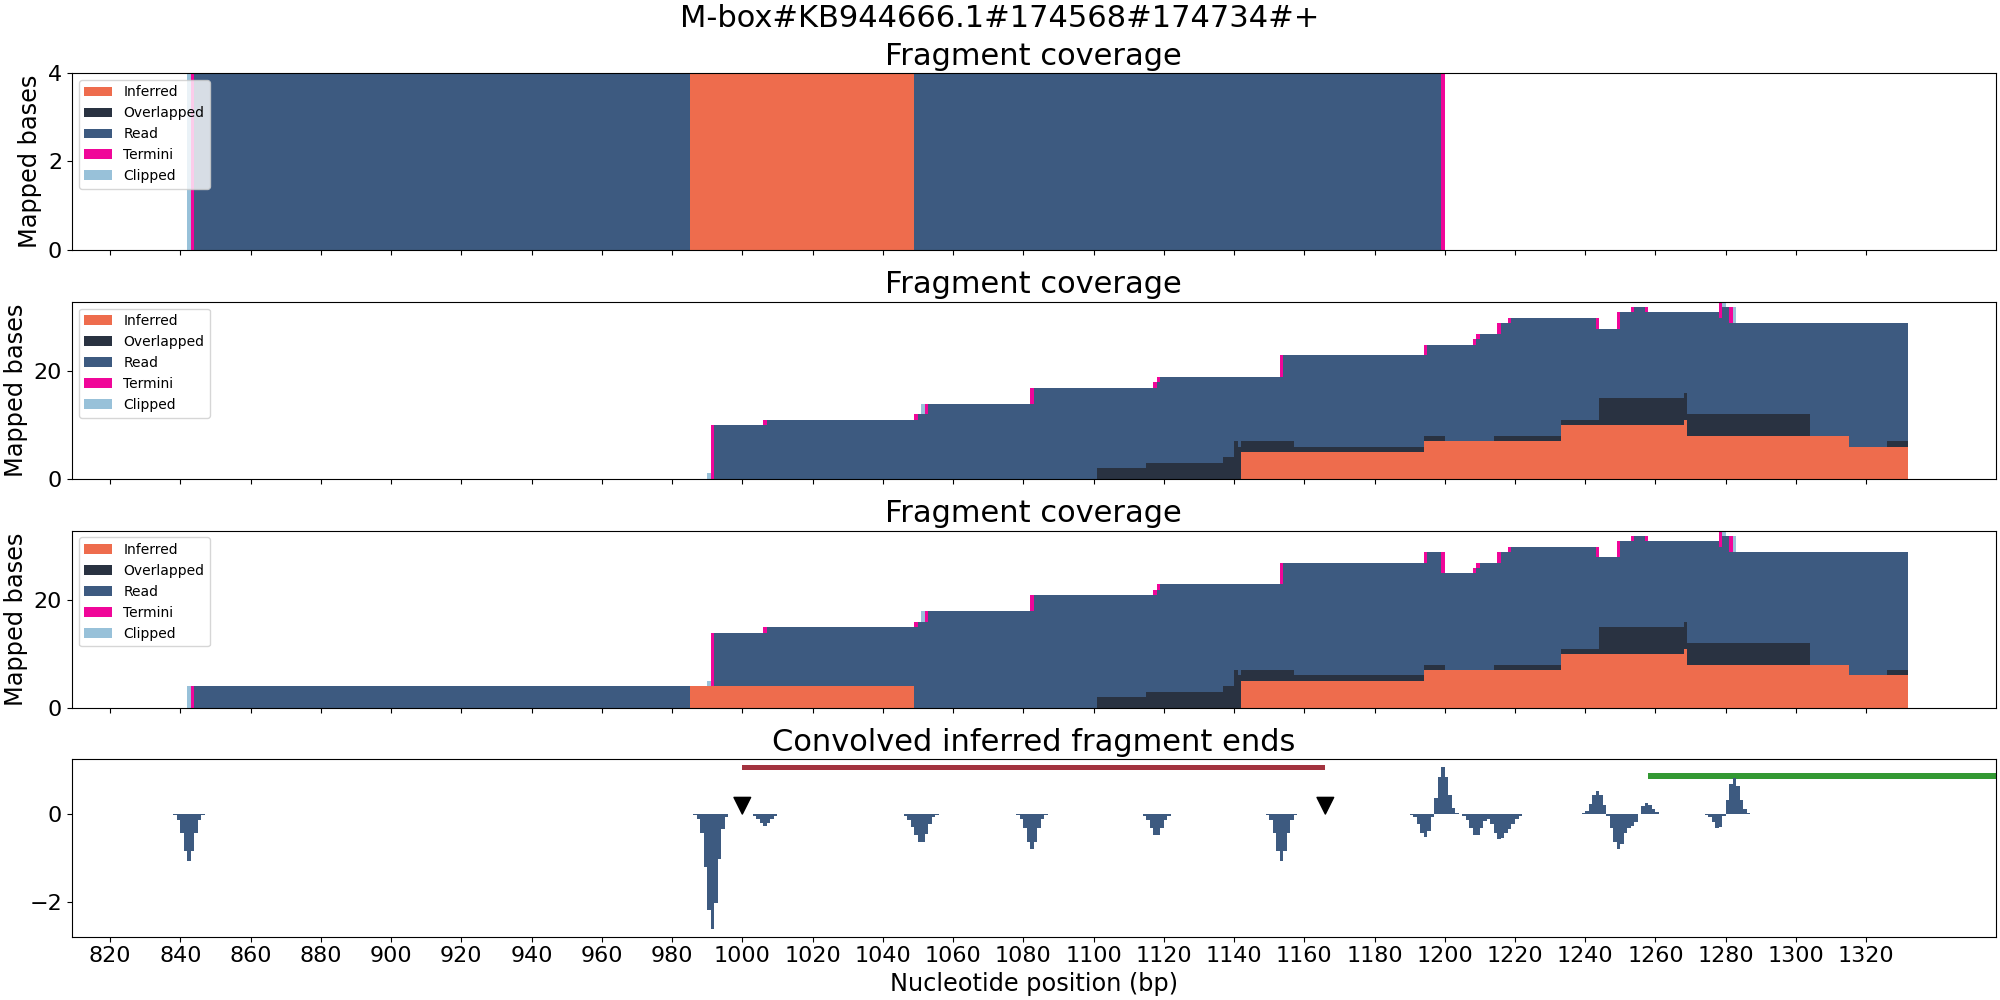 M-box#KB944666.1#174568#174734#+
Fragment coverage
Mapped bases
4
2
0
Inferred
Overlapped
Read
Termini
Clipped
Fragment coverage
Mapped bases
20
0
Inferred
Overlapped
Read
Termini
Clipped
Fragment coverage
Mapped bases
20
0
Inferred
Overlapped
Read
Termini
Clipped
Convolved inferred fragment ends
0
−2
820 840 860 880 900 920 940 960 980 1000 1020 1040 1060 1080 1100 1120 1140 1160 1180 1200 1220 1240 1260 1280 1300 1320
Nucleotide position (bp)